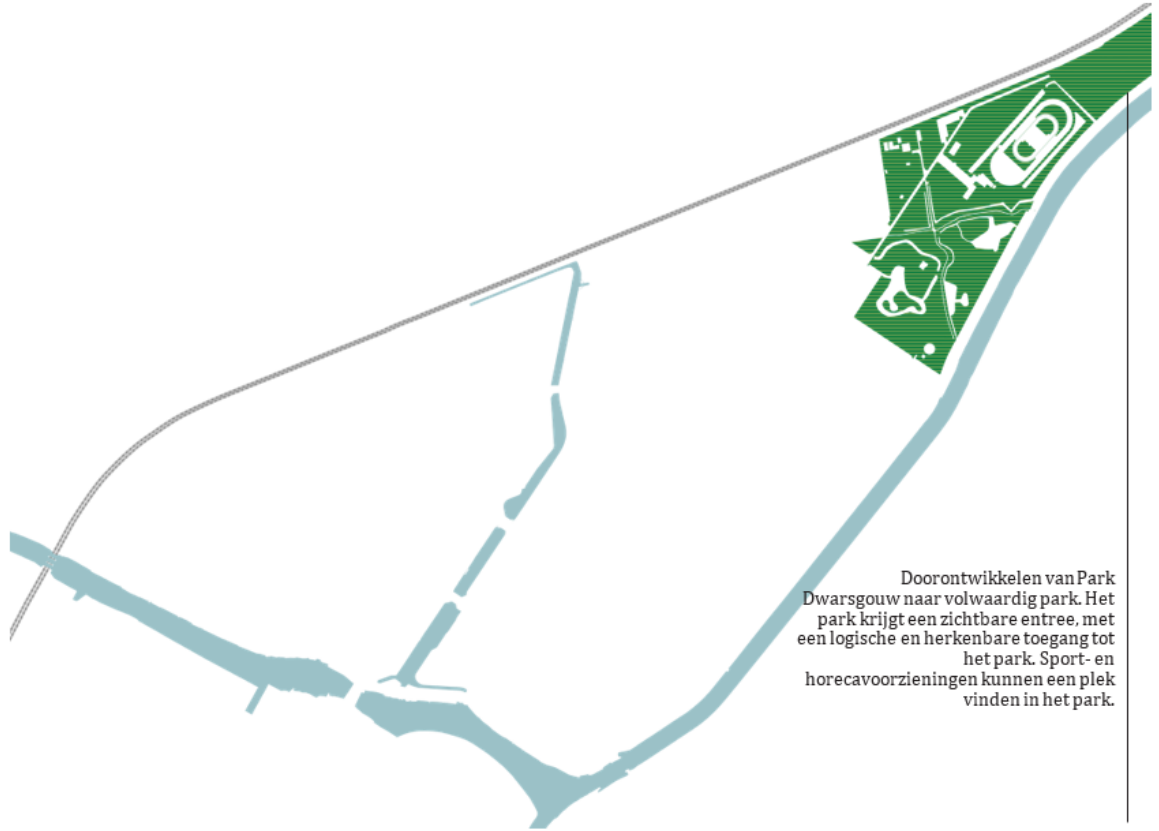 Doorontwikkelen van Park
Dwarsgouw naar volwaardig park. Het
park krijgt een zichtbare entree, met
een logische en herkenbare toegang tot
het park. Sport- en
horecavoorzieningen kunnen een plek
vinden in het park.